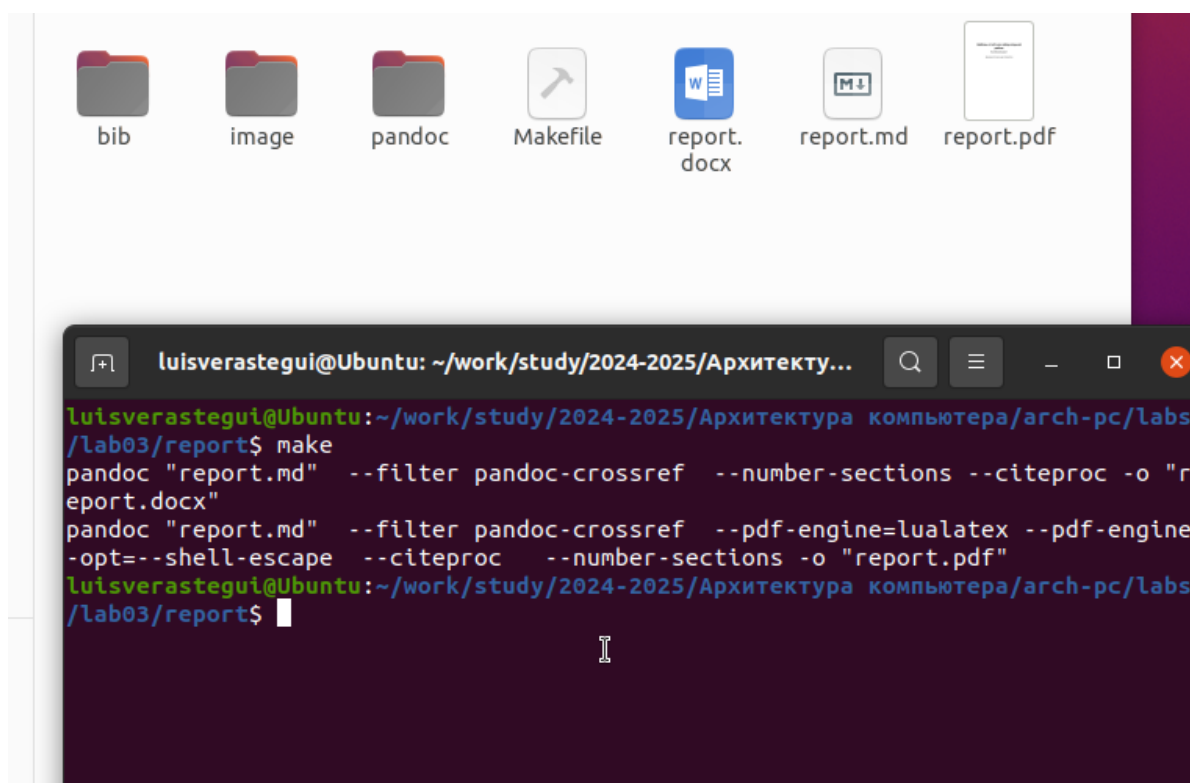 bib
image
pandoc
Makefile
report.
docx
report.md
report.pdf
luisverastegui@Ubuntu: ~/work/study/2024-2025/Архитекту...
luisverastegui@Ubuntu:~/work/study/2024-2025/Архитектура компьютера/arch-pc/labs
/lab03/report$ make
pandoc "report.md"  --filter pandoc-crossref  --number-sections --citeproc -o "r
eport.docx"
pandoc "report.md"  --filter pandoc-crossref  --pdf-engine=lualatex --pdf-engine
-opt=--shell-escape  --citeproc   --number-sections -o "report.pdf"
luisverastegui@Ubuntu:~/work/study/2024-2025/Архитектура компьютера/arch-pc/labs
/lab03/report$